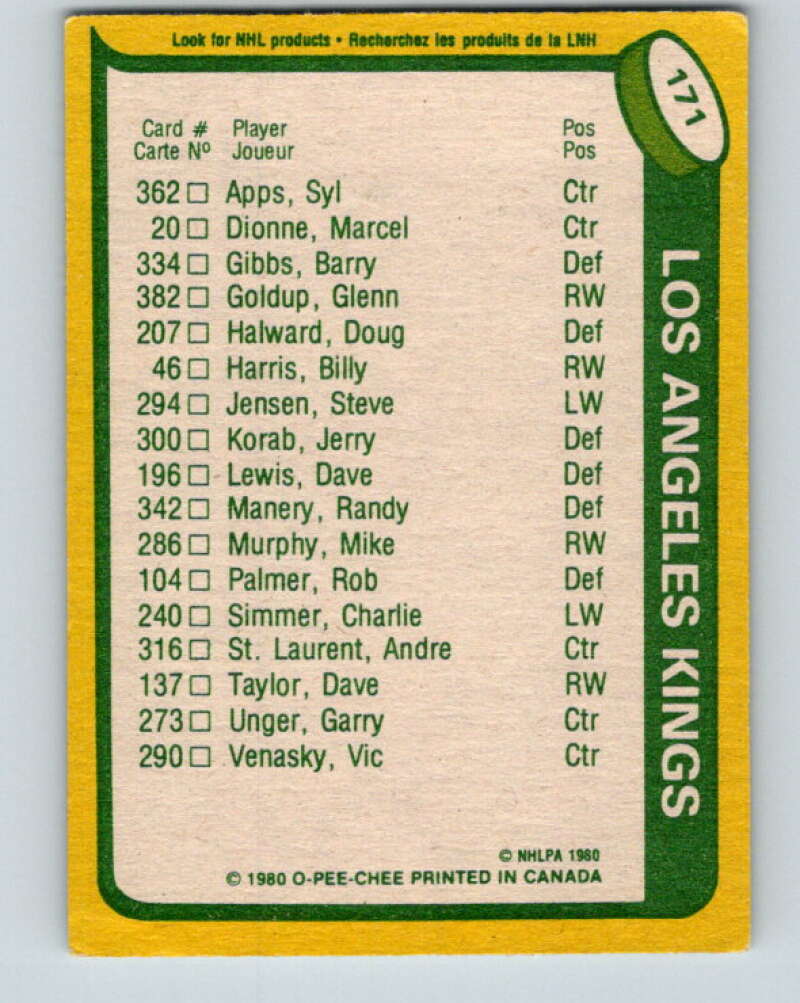 Look for NHL products • Recherchez les produits de la LNH
171
Card # Player Pos
Carte Nº Joueur Pos
362 □ Apps, Syl Ctr
20 □ Dionne, Marcel Ctr
334 □ Gibbs, Barry Def
382 □ Goldup, Glenn RW
207 □ Halward, Doug Def
46 □ Harris, Billy RW
294 □ Jensen, Steve LW
300 □ Korab, Jerry Def
196 □ Lewis, Dave Def
342 □ Manery, Randy Def
286 □ Murphy, Mike RW
104 □ Palmer, Rob Def
240 □ Simmer, Charlie LW
316 □ St. Laurent, Andre Ctr
137 □ Taylor, Dave RW
273 □ Unger, Garry Ctr
290 □ Venasky, Vic Ctr
LOS ANGELES KINGS
© NHLPA 1980
© 1980 O-PEE-CHEE PRINTED IN CANADA